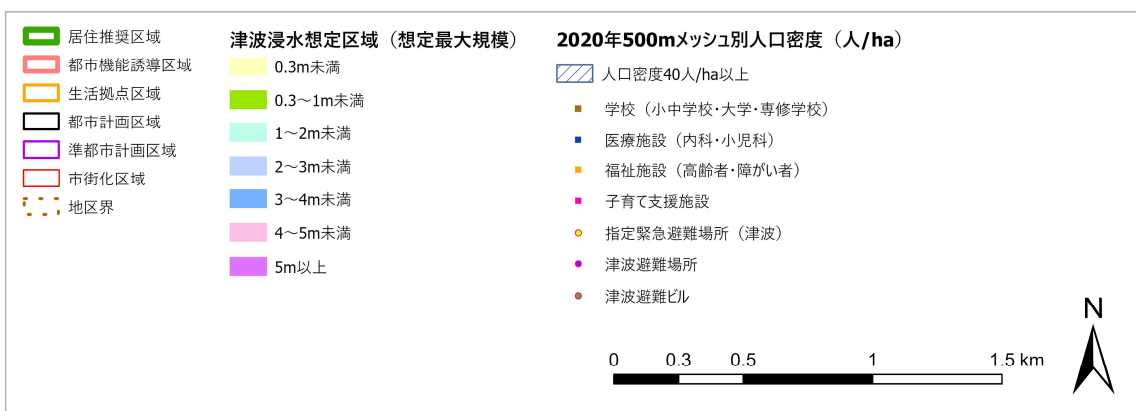 居住推奨区域
都市機能誘導区域
生活拠点区域
都市計画区域
準都市計画区域
市街化区域
地区界
津波浸水想定区域（想定最大規模）
0.3m未満
0.3～1m未満
1～2m未満
2～3m未満
3～4m未満
4～5m未満
5m以上
2020年500mメッシュ別人口密度（人/ha）
人口密度40人/ha以上
学校（小中学校・大学・専修学校）
医療施設（内科・小児科）
福祉施設（高齢者・障がい者）
子育て支援施設
指定緊急避難場所（津波）
津波避難場所
津波避難ビル
0 0.3 0.5 1 1.5 km
N